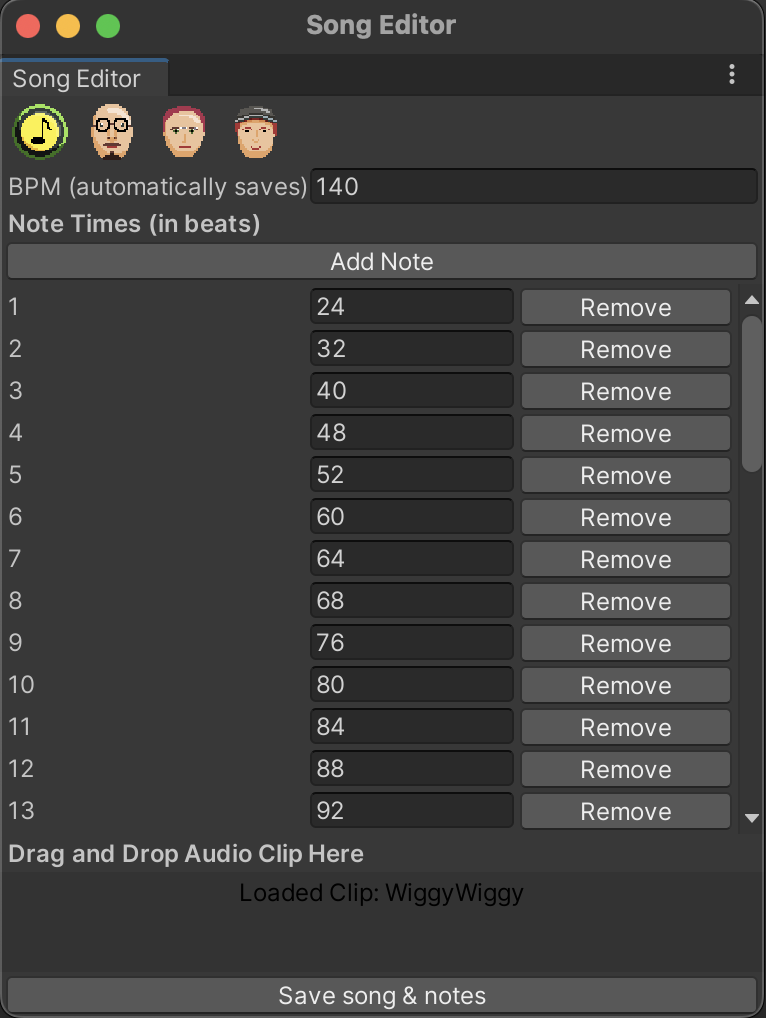 Song Editor
Song Editor
BPM (automatically saves) 140
Note Times (in beats)
Add Note
1 24 Remove
2 32 Remove
3 40 Remove
4 48 Remove
5 52 Remove
6 60 Remove
7 64 Remove
8 68 Remove
9 76 Remove
10 80 Remove
11 84 Remove
12 88 Remove
13 92 Remove
Drag and Drop Audio Clip Here
Loaded Clip: WiggyWiggy
Save song & notes